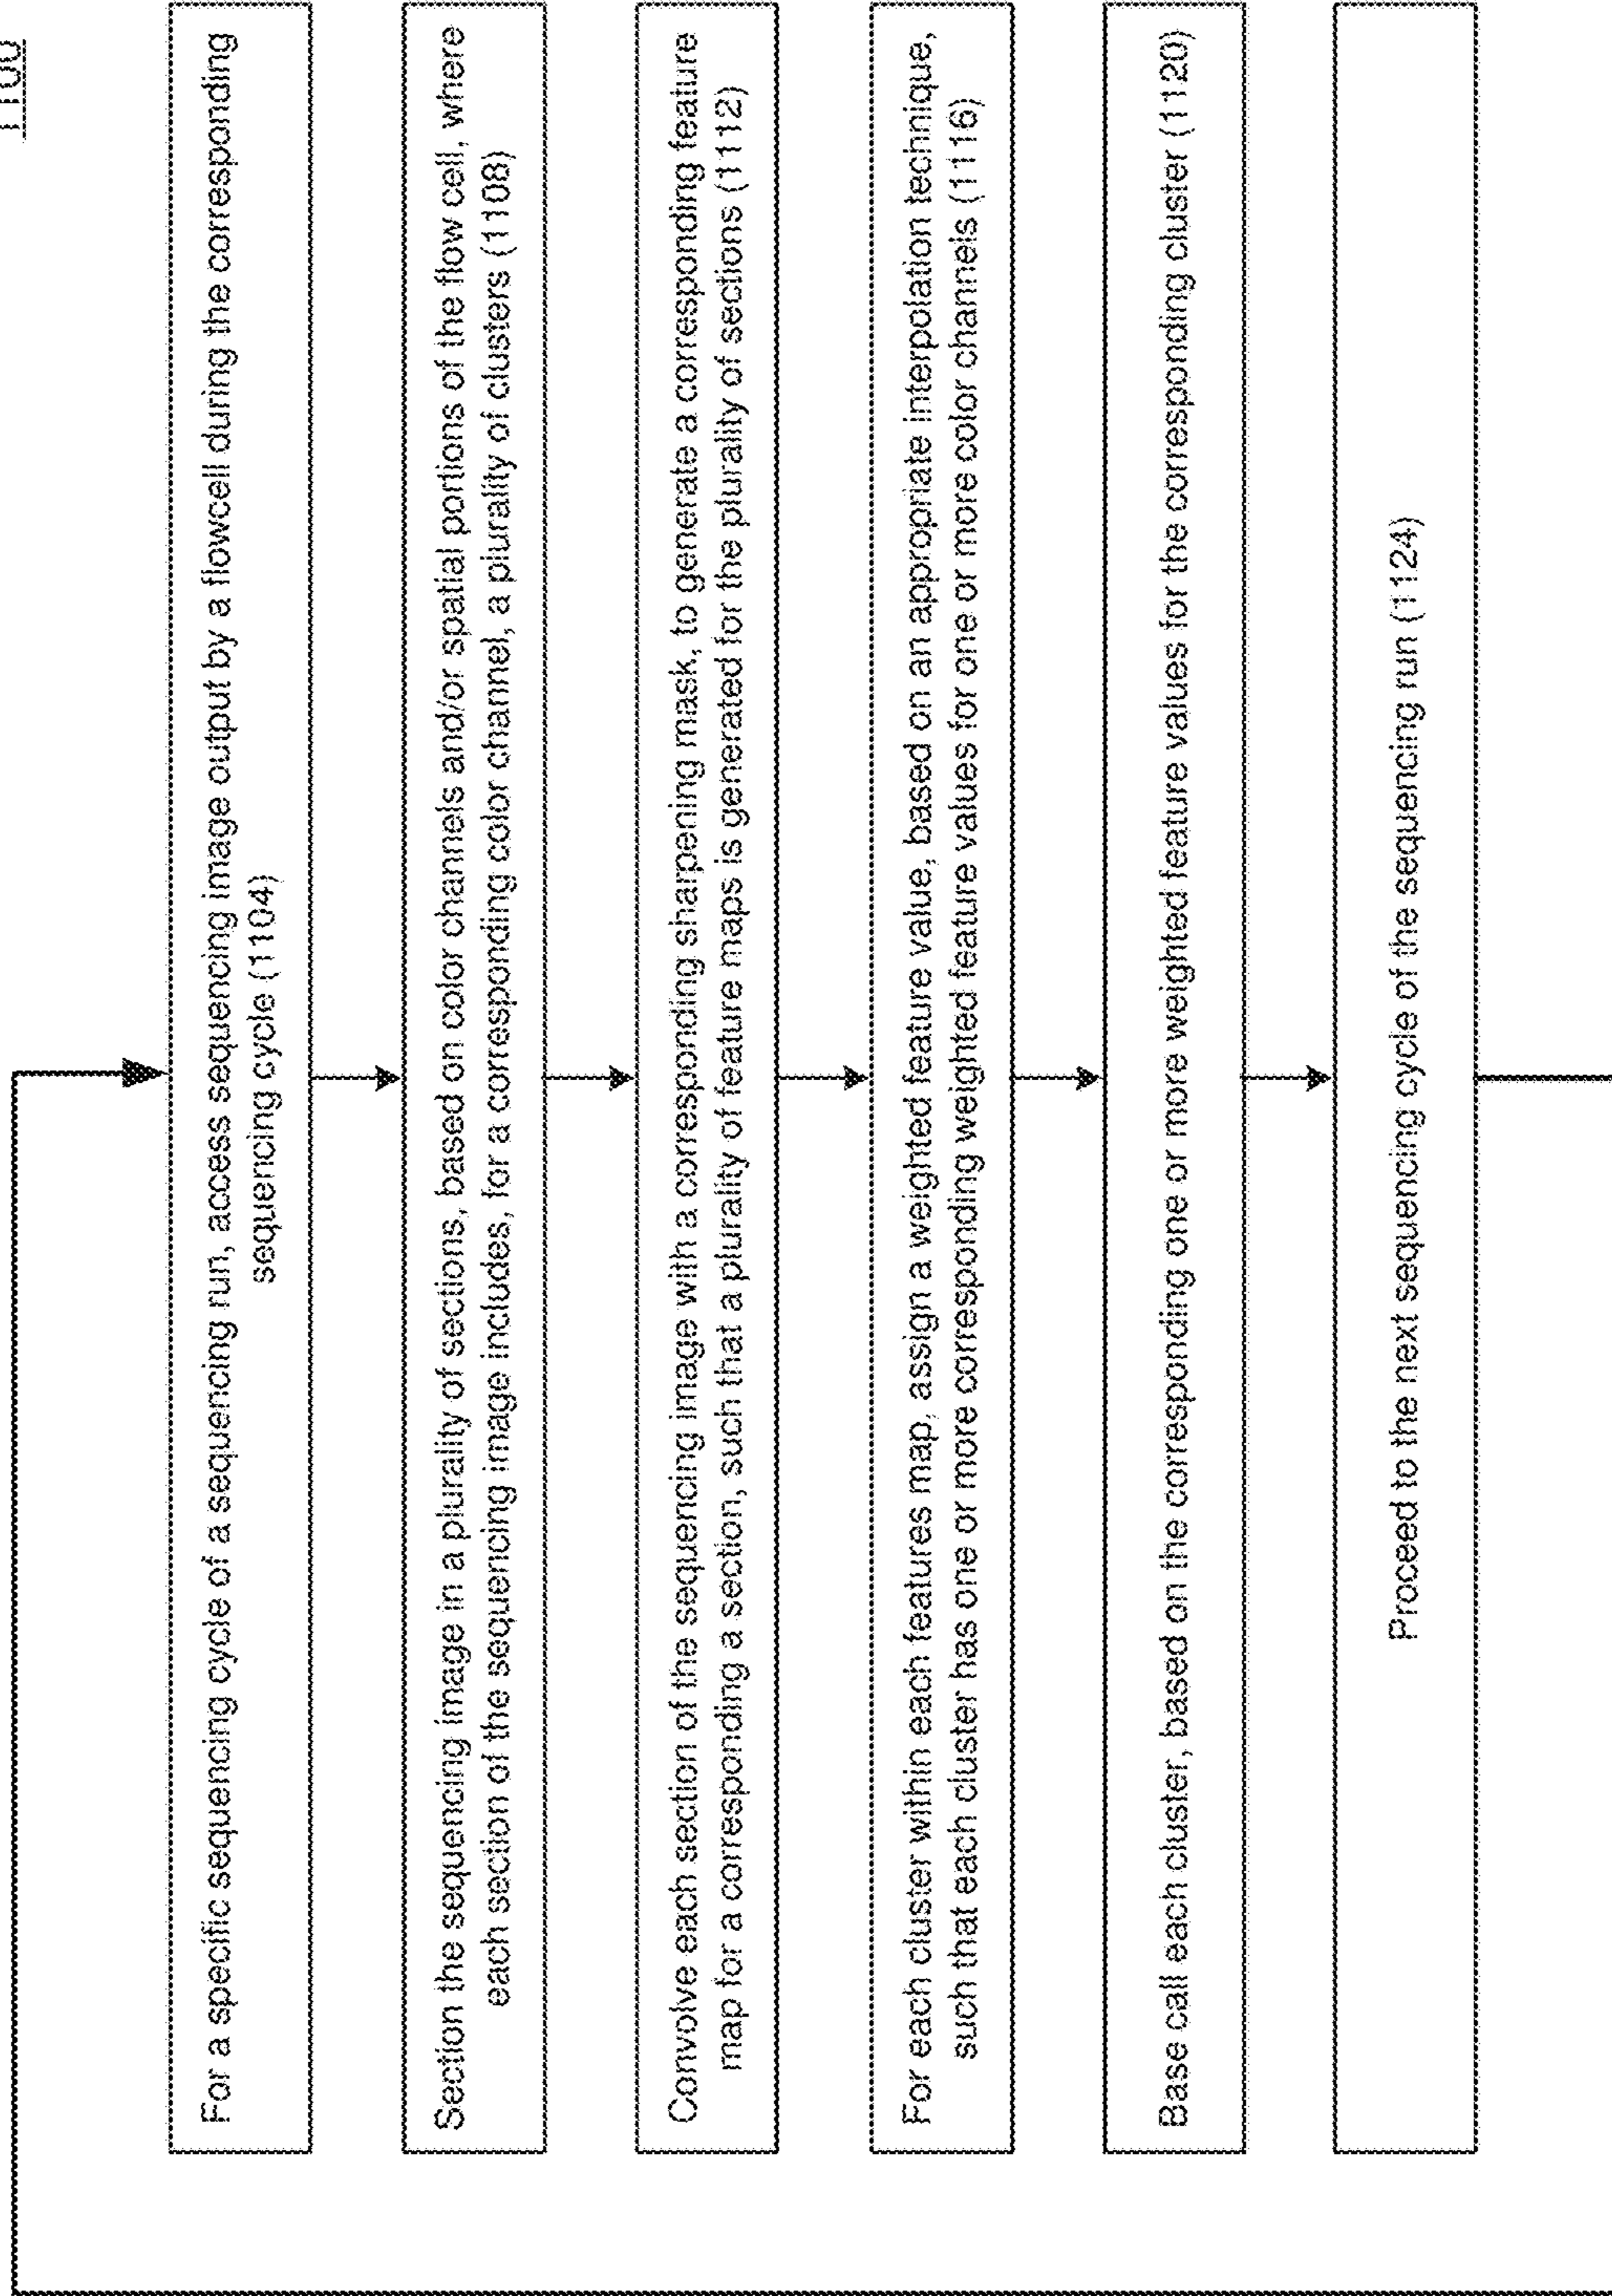 1100
For a specific sequencing cycle of a sequencing run, access sequencing image output by a flowcell during the corresponding
sequencing cycle (1104)
Section the sequencing image in a plurality of sections, based on color channels and/or spatial portions of the flow cell, where
each section of the sequencing image includes, for a corresponding color channel, a plurality of clusters (1108)
Convolve each section of the sequencing image with a corresponding sharpening mask, to generate a corresponding feature
map for a corresponding a section, such that a plurality of feature maps is generated for the plurality of sections (1112)
For each cluster within each features map, assign a weighted feature value, based on an appropriate interpolation technique,
such that each cluster has one or more corresponding weighted feature values for one or more color channels (1116)
Base call each cluster, based on the corresponding one or more weighted feature values for the corresponding cluster (1120)
Proceed to the next sequencing cycle of the sequencing run (1124)